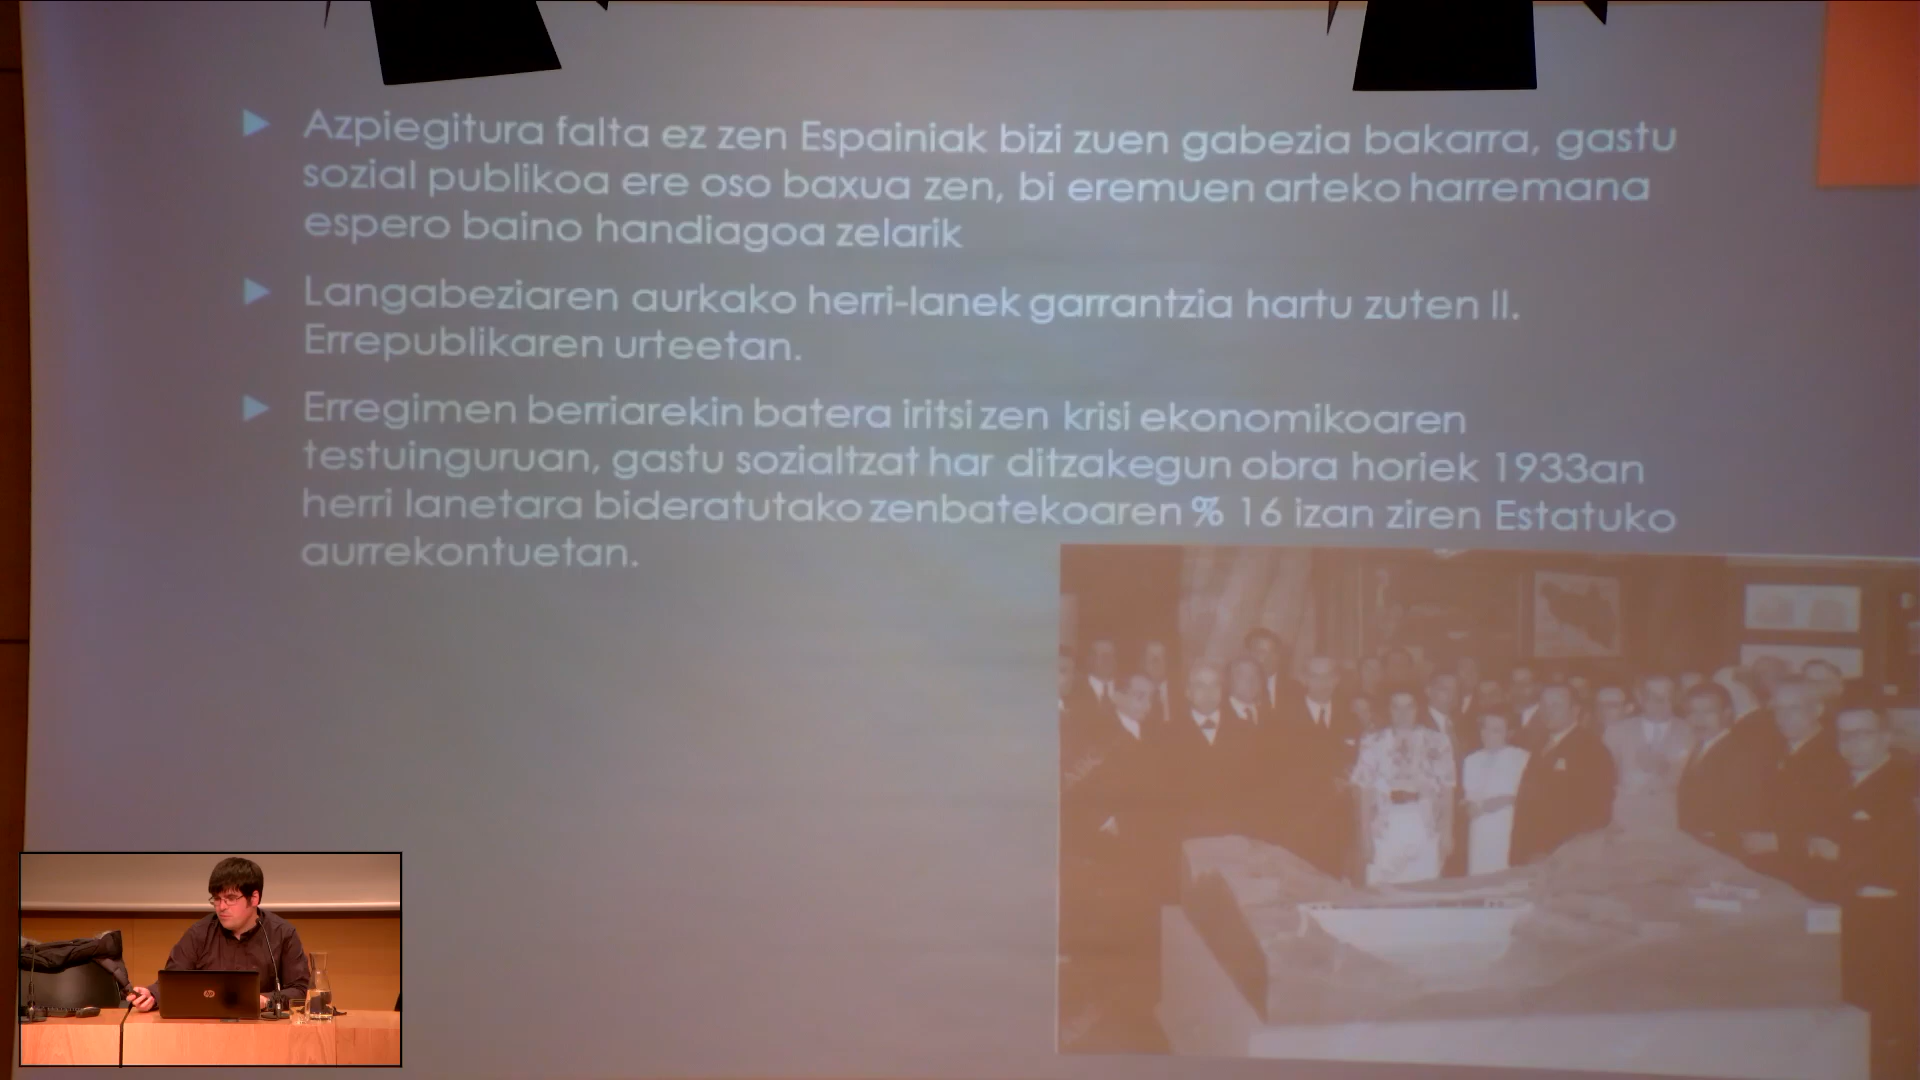 Azpiegitura falta ez zen Espainiak bizi zuen gabezia bakarra, gastu
sozial publikoa ere oso baxua zen, bi eremuen arteko harremana
espero baino handiagoa zelarik
Langabeziaren aurkako herri-lanek garrantzia hartu zuten II.
Errepublikaren urteetan.
Erregimen berriarekin batera iritsi zen krisi ekonomikoaren
testuinguruan, gastu sozialtzat har ditzakegun obra horiek 1933an
herri lanetara bideratutako zenbatekoaren % 16 izan ziren Estatuko
aurrekontuetan.
hp